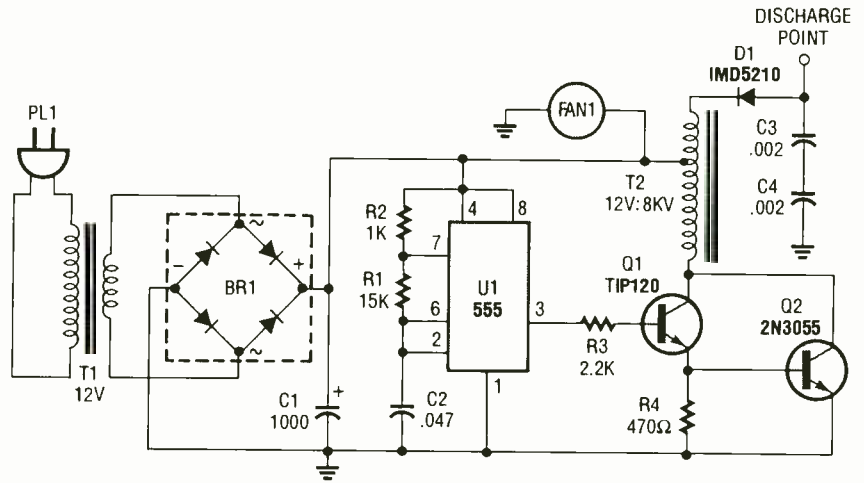 DISCHARGE
POINT
D1
IMD5210
PL1
FAN1
C3
.002
T2
12V:8KV
C4
.002
R2
1K
4
8
7
~
Q1
TIP120
−
+
BR1
R1
15K
U1
555
Q2
2N3055
3
6
R3
2.2K
2
~
T1
12V
C1
1000
+
C2
.047
1
R4
470Ω